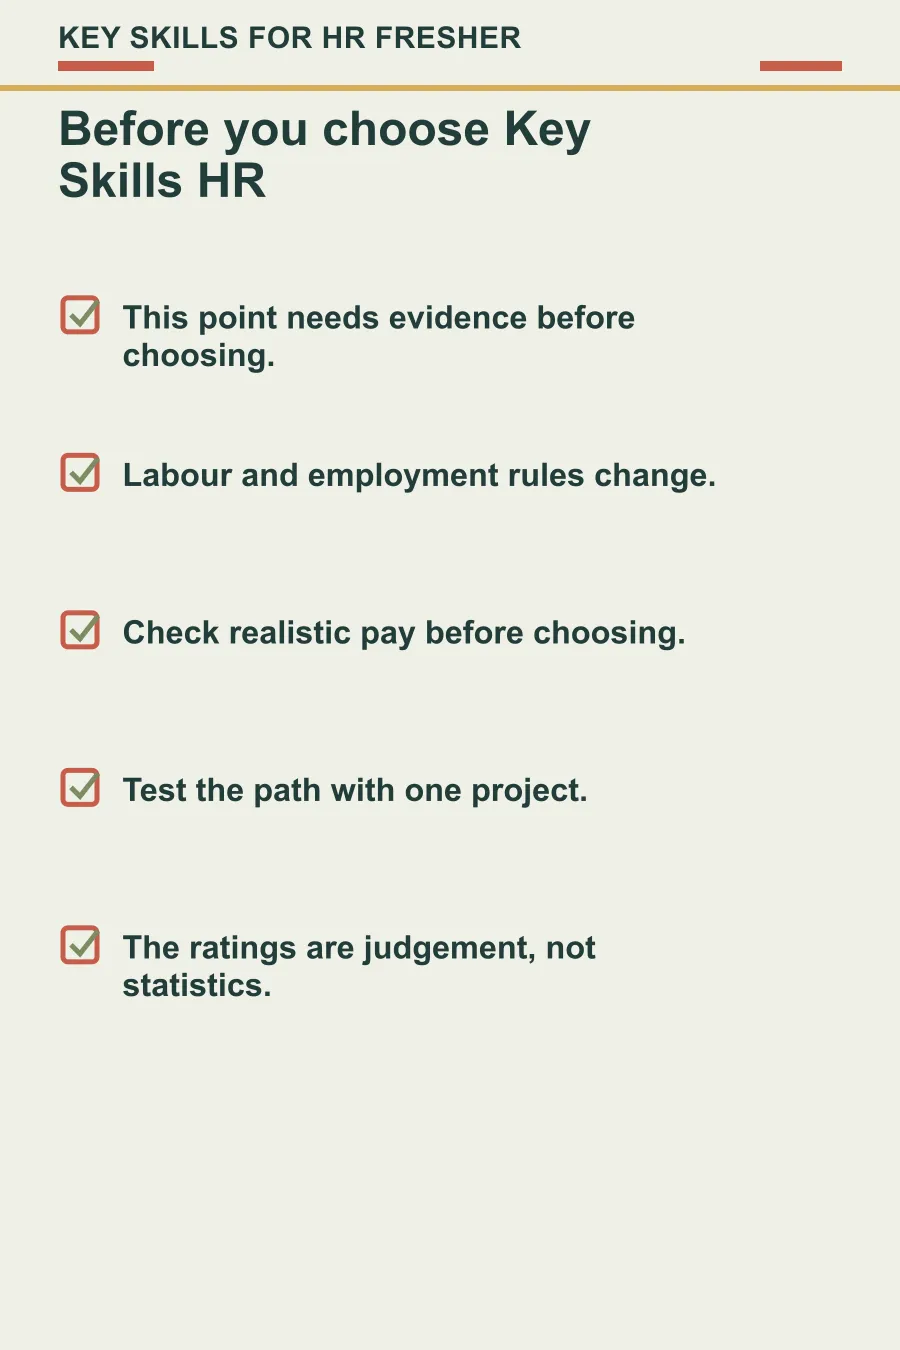 KEY SKILLS FOR HR FRESHER
Before you choose Key
Skills HR
This point needs evidence before
choosing.
Labour and employment rules change.
Check realistic pay before choosing.
Test the path with one project.
The ratings are judgement, not
statistics.